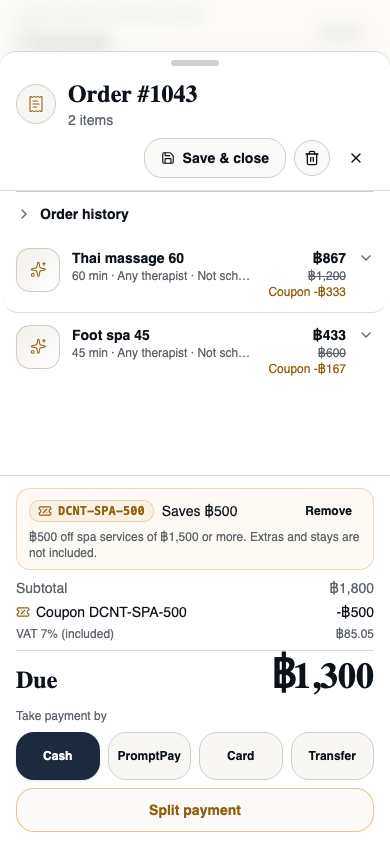 Order #1043
2 items
Save & close
Order history
Thai massage 60
฿867
60 min · Any therapist · Not sch…
฿1,200
Coupon -฿333
Foot spa 45
฿433
45 min · Any therapist · Not sch…
฿600
Coupon -฿167
DCNT-SPA-500
Saves ฿500
Remove
฿500 off spa services of ฿1,500 or more. Extras and stays are
not included.
Subtotal
฿1,800
Coupon DCNT-SPA-500
-฿500
VAT 7% (included)
฿85.05
Due
฿1,300
Take payment by
Cash
PromptPay
Card
Transfer
Split payment